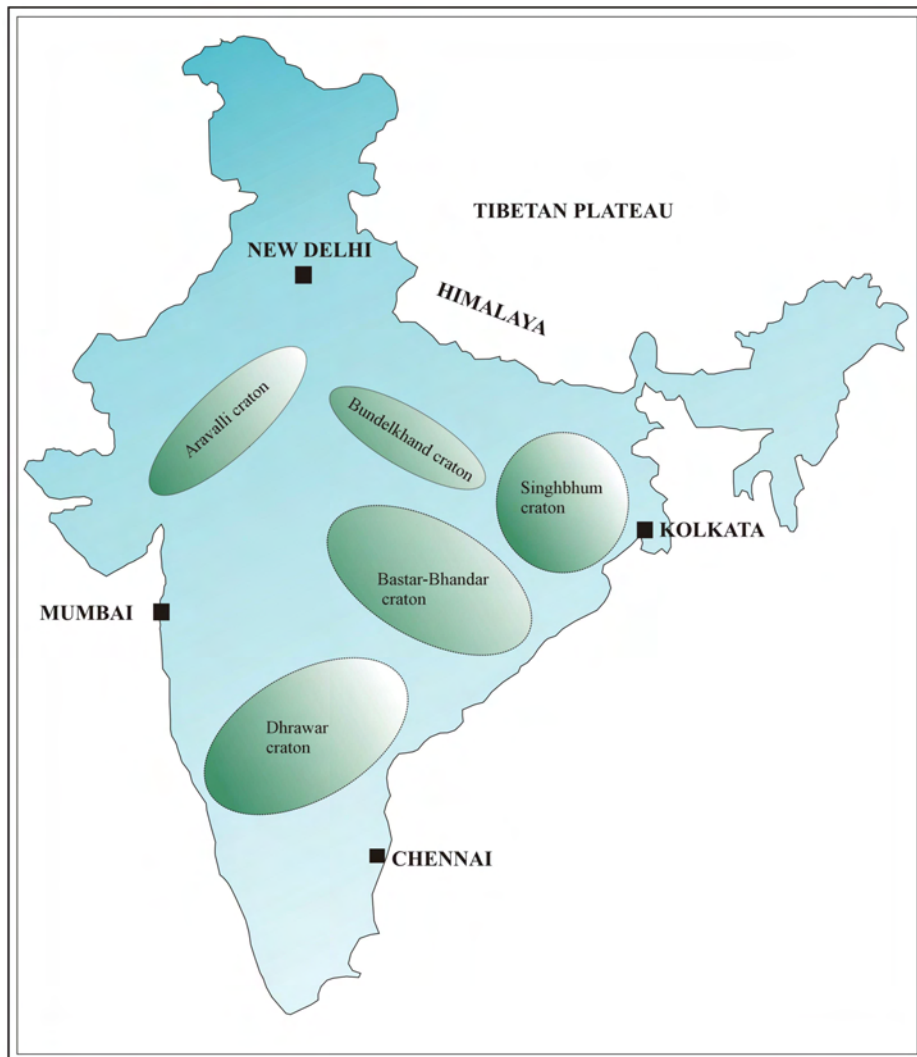 TIBETAN PLATEAU
NEW DELHI
HIMALAYA
Aravalli craton
Bundelkhand craton
Singhbhum
craton
KOLKATA
Bastar-Bhandar
craton
MUMBAI
Dhrawar
craton
CHENNAI